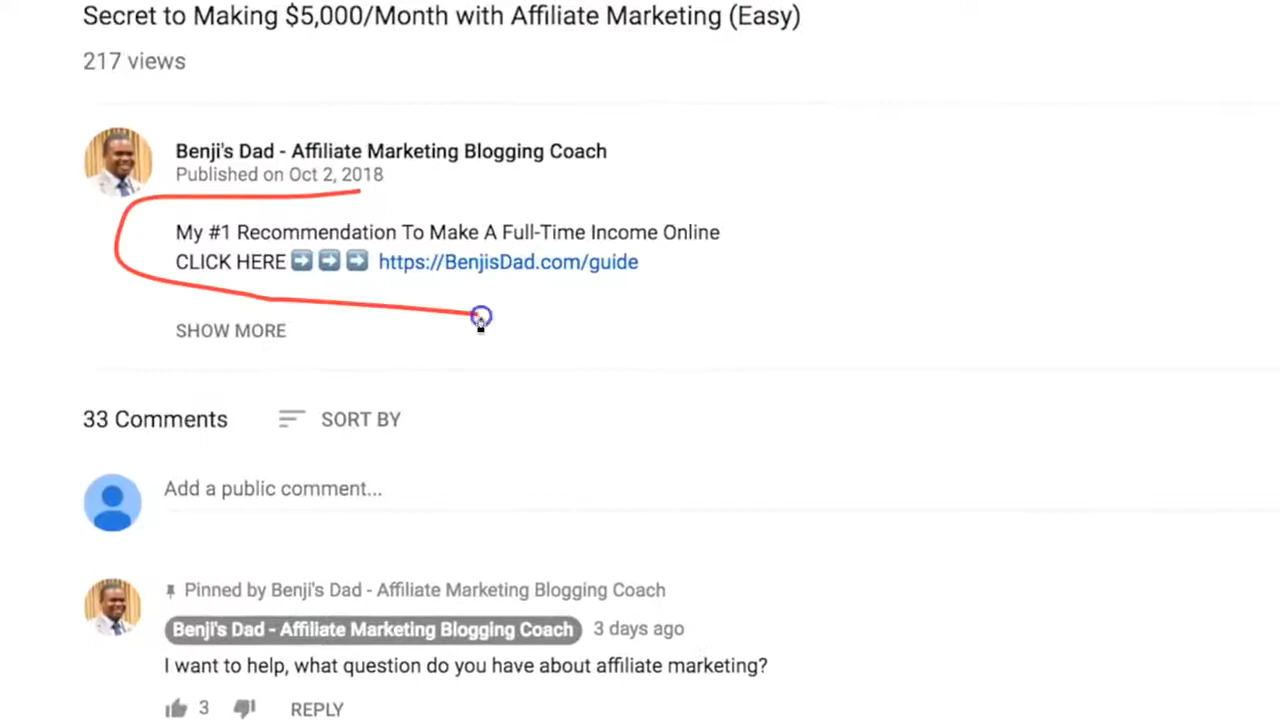 Secret to Making $5,000/Month with Affiliate Marketing (Easy)
217 views
Benji's Dad - Affiliate Marketing Blogging Coach
Published on Oct 2, 2018
My #1 Recommendation To Make A Full-Time Income Online
CLICK HERE ➡️ ➡️ ➡️ https://BenjisDad.com/guide
SHOW MORE
33 Comments SORT BY
Add a public comment...
Pinned by Benji's Dad - Affiliate Marketing Blogging Coach
Benji's Dad - Affiliate Marketing Blogging Coach 3 days ago
I want to help, what question do you have about affiliate marketing?
3 REPLY